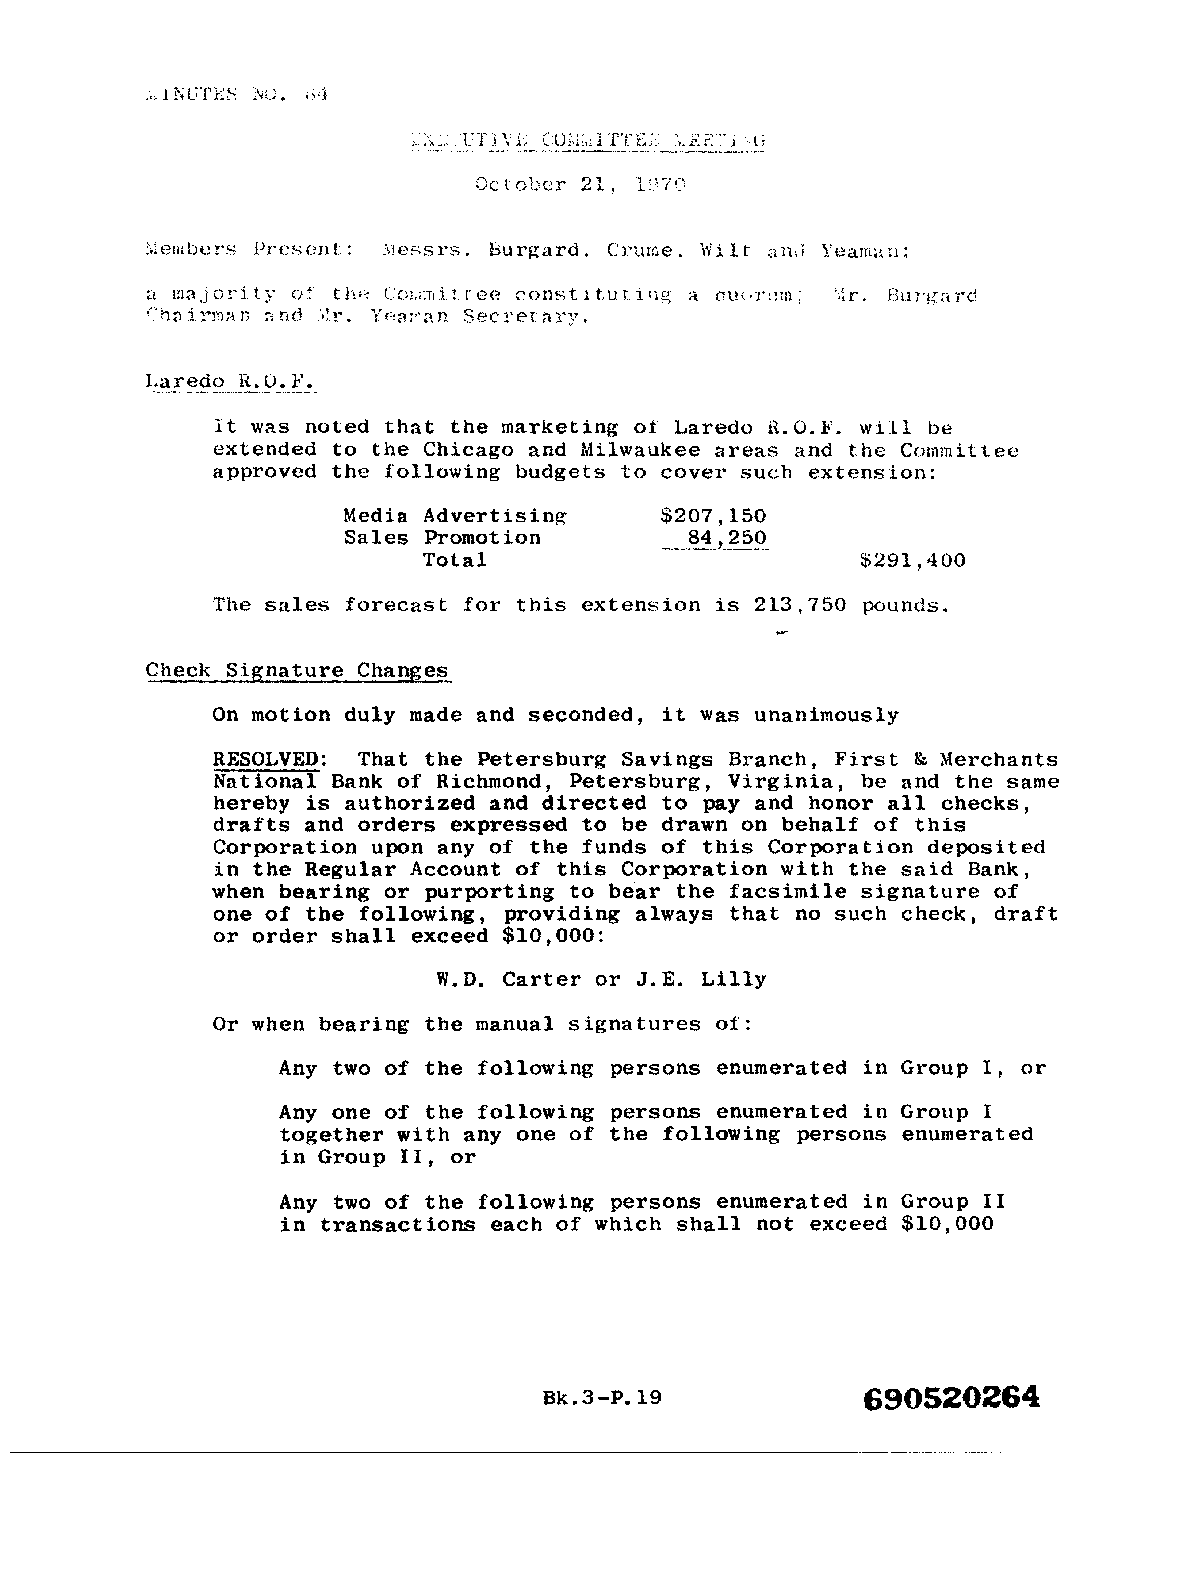 MINUTES NO. 64
EXECUTIVE COMMITTEE MEETING
October 21, 1970
Members Present: Messrs. Burgard, Crume, Wilt and Yeaman;
a majority of the Committee constituting a quorum; Mr. Burgard
Chairman and Mr. Yeaman Secretary.
Laredo R.O.F.
It was noted that the marketing of Laredo R.O.F. will be
extended to the Chicago and Milwaukee areas and the Committee
approved the following budgets to cover such extension:
Media Advertising $207,150
Sales Promotion 84,250
Total $291,400
The sales forecast for this extension is 213,750 pounds.
Check Signature Changes
On motion duly made and seconded, it was unanimously
RESOLVED: That the Petersburg Savings Branch, First & Merchants
National Bank of Richmond, Petersburg, Virginia, be and the same
hereby is authorized and directed to pay and honor all checks,
drafts and orders expressed to be drawn on behalf of this
Corporation upon any of the funds of this Corporation deposited
in the Regular Account of this Corporation with the said Bank,
when bearing or purporting to bear the facsimile signature of
one of the following, providing always that no such check, draft
or order shall exceed $10,000:
W.D. Carter or J.E. Lilly
Or when bearing the manual signatures of:
Any two of the following persons enumerated in Group I, or
Any one of the following persons enumerated in Group I
together with any one of the following persons enumerated
in Group II, or
Any two of the following persons enumerated in Group II
in transactions each of which shall not exceed $10,000
Bk.3-P.19
690520264